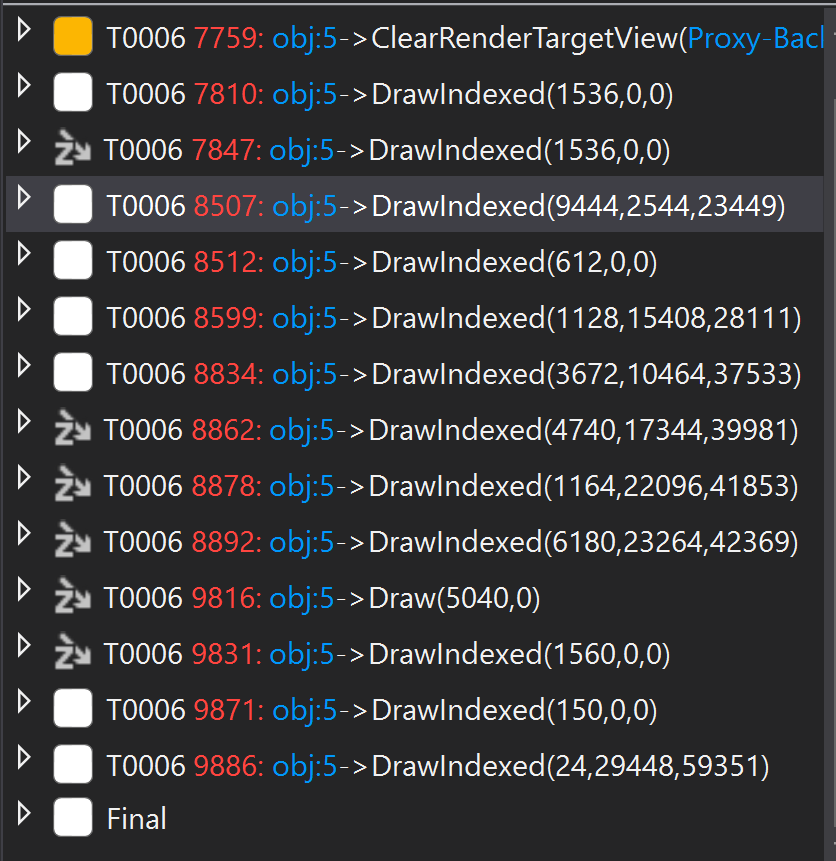 T0006 7759: obj:5->ClearRenderTargetView(Proxy-Bac
T0006 7810: obj:5->DrawIndexed(1536,0,0)
T0006 7847: obj:5->DrawIndexed(1536,0,0)
T0006 8507: obj:5->DrawIndexed(9444,2544,23449)
T0006 8512: obj:5->DrawIndexed(612,0,0)
T0006 8599: obj:5->DrawIndexed(1128,15408,28111)
T0006 8834: obj:5->DrawIndexed(3672,10464,37533)
T0006 8862: obj:5->DrawIndexed(4740,17344,39981)
T0006 8878: obj:5->DrawIndexed(1164,22096,41853)
T0006 8892: obj:5->DrawIndexed(6180,23264,42369)
T0006 9816: obj:5->Draw(5040,0)
T0006 9831: obj:5->DrawIndexed(1560,0,0)
T0006 9871: obj:5->DrawIndexed(150,0,0)
T0006 9886: obj:5->DrawIndexed(24,29448,59351)
Final